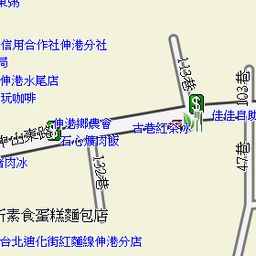 信用合作社伸港分社
局
伸港水尾店
玩咖啡
113巷
103巷
佳佳自助
伸港鄉農會
古巷紅茶冰
中山東路
石心爌肉飯
47巷
132巷
肉冰
素食蛋糕麵包店
台北迪化街紅麵線伸港分店